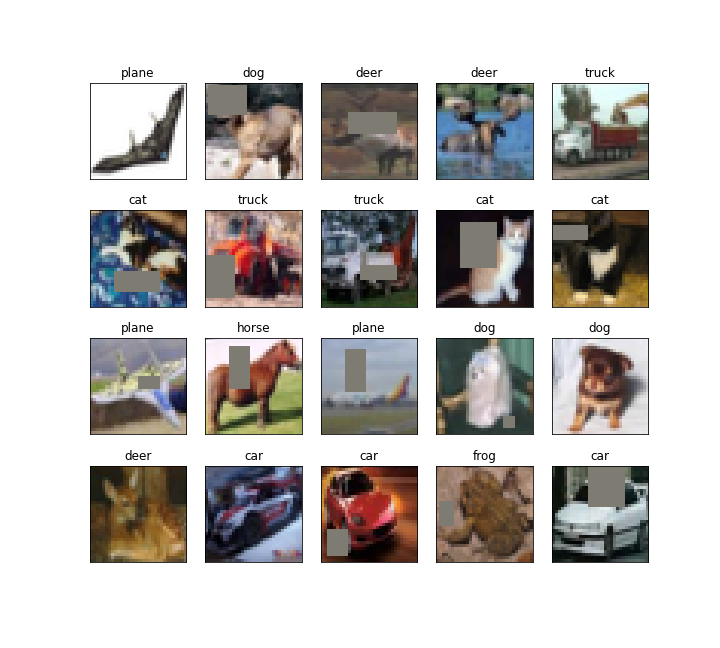 plane dog deer deer truck
cat truck truck cat cat
plane horse plane dog dog
deer car car frog car